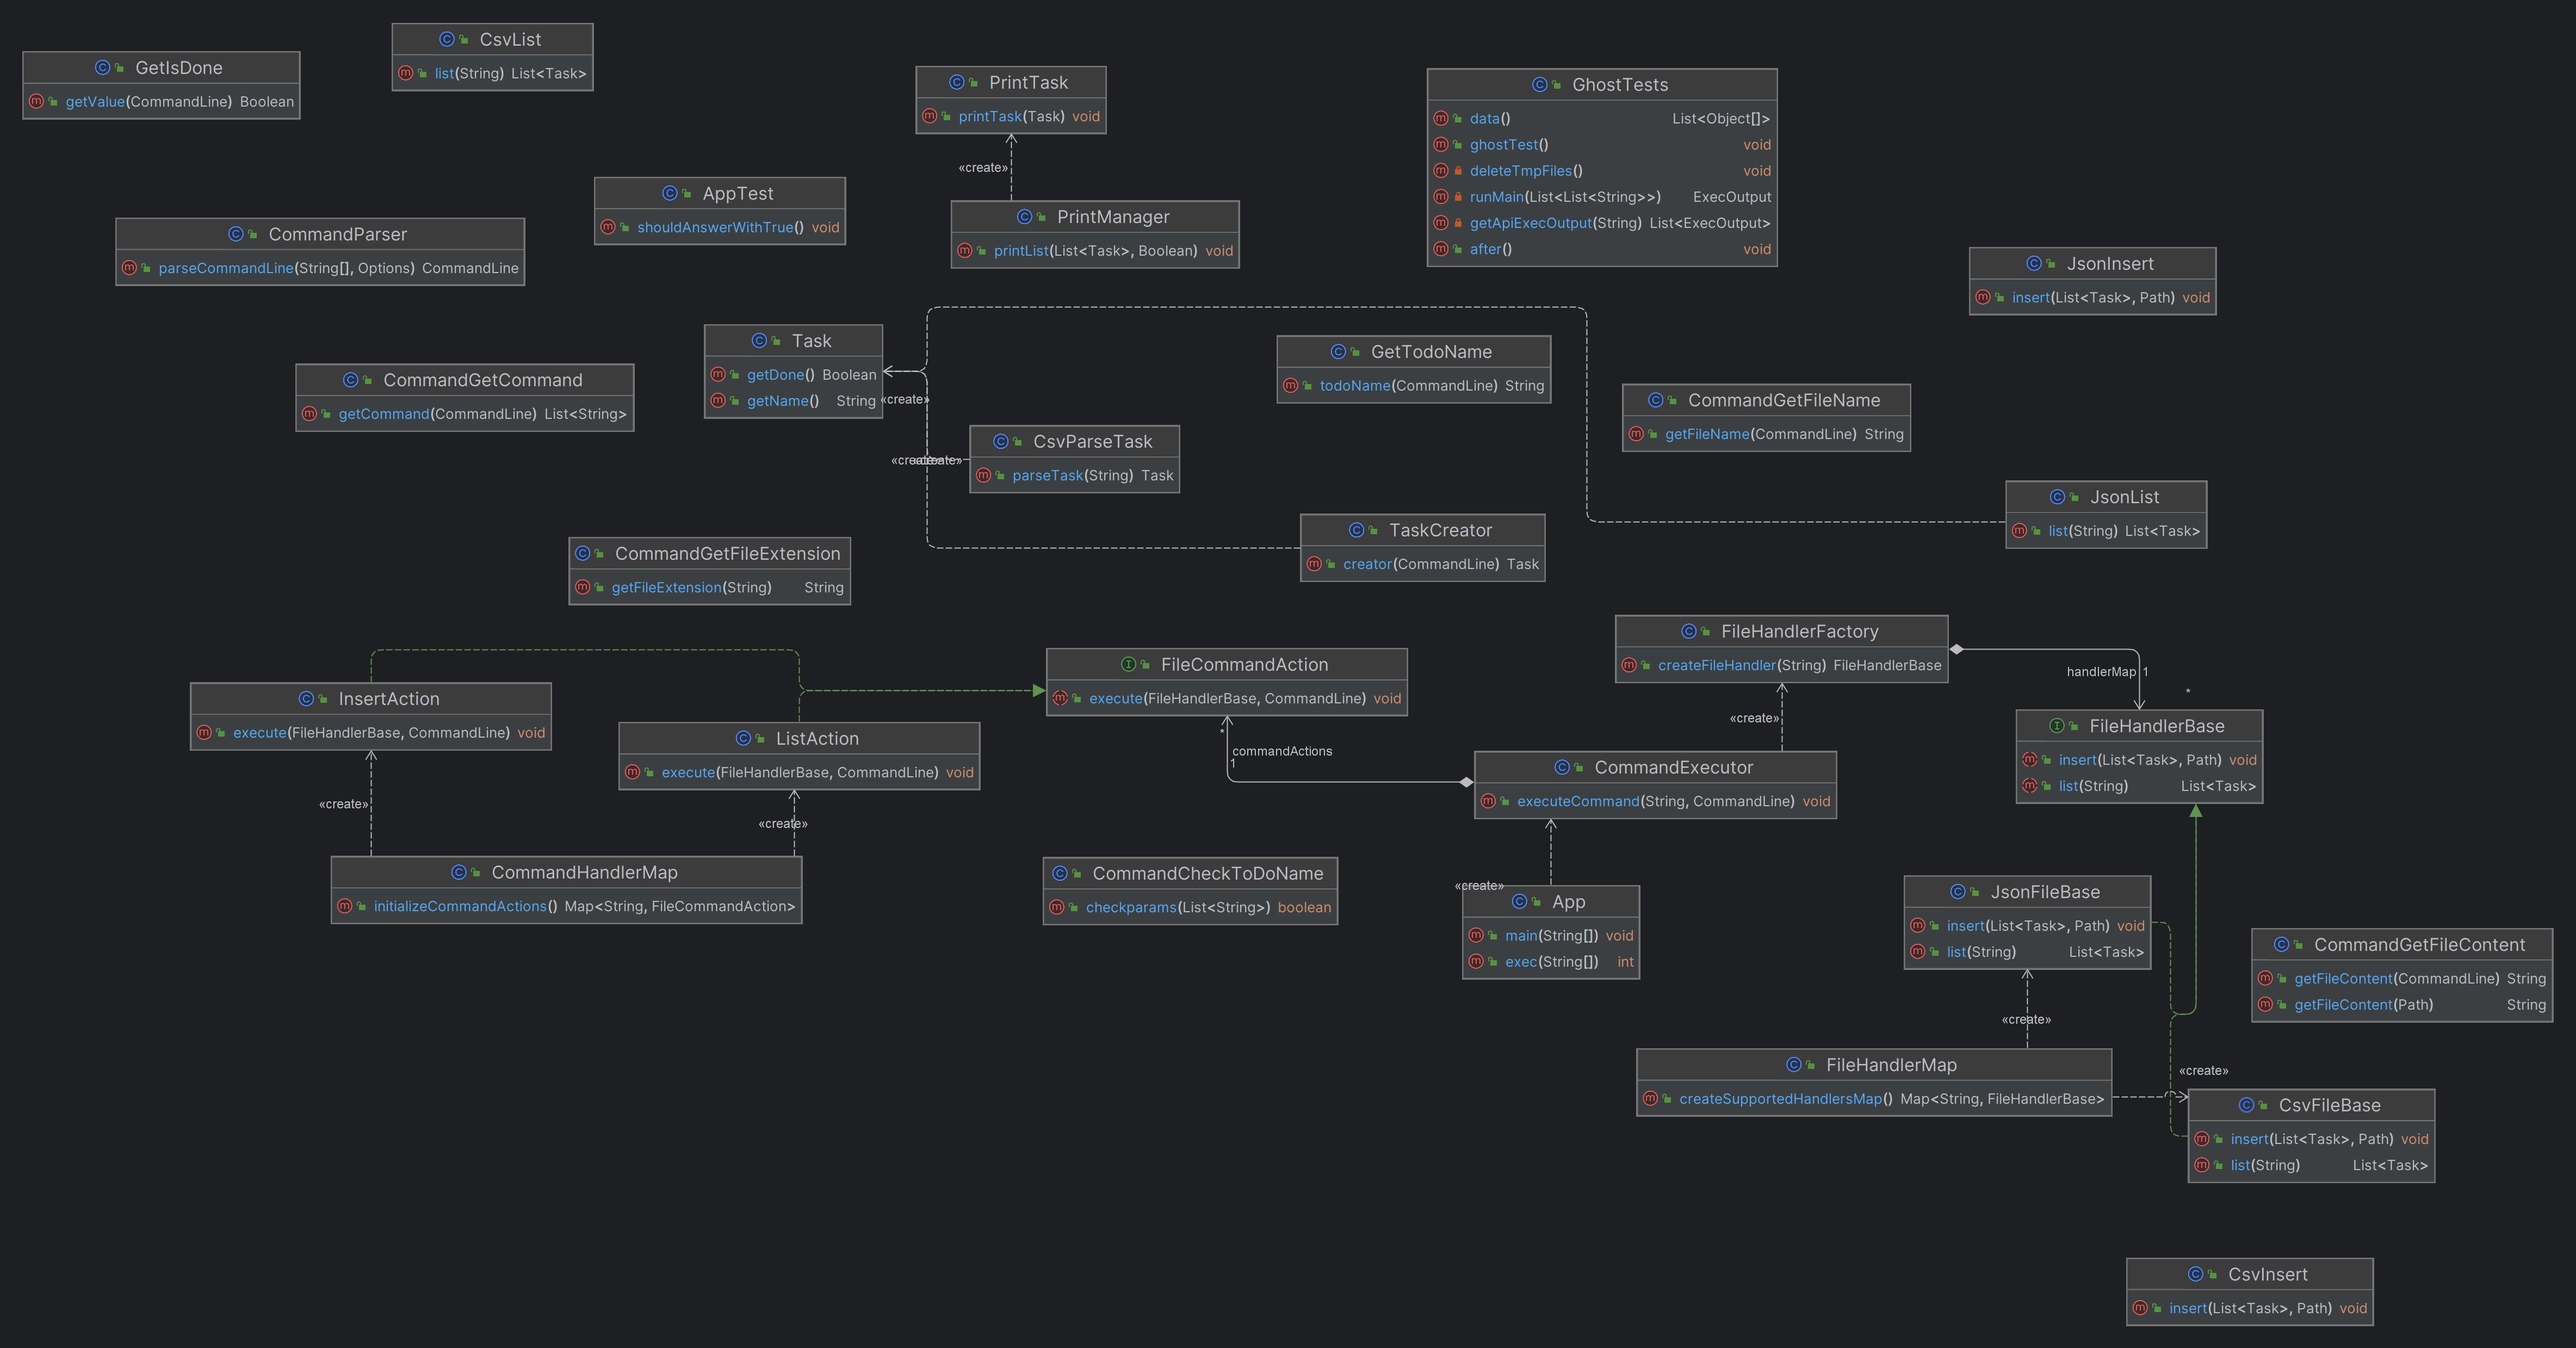 CsvList
list(String) List<Task>
GetIsDone
getValue(CommandLine) Boolean
PrintTask
printTask(Task) void
«create»
PrintManager
printList(List<Task>, Boolean) void
GhostTests
data() List<Object[]>
ghostTest() void
deleteTmpFiles() void
runMain(List<List<String>>) ExecOutput
getApiExecOutput(String) List<ExecOutput>
after() void
AppTest
shouldAnswerWithTrue() void
CommandParser
parseCommandLine(String[], Options) CommandLine
JsonInsert
insert(List<Task>, Path) void
Task
getDone() Boolean
getName() String
«create»
GetTodoName
todoName(CommandLine) String
CommandGetCommand
getCommand(CommandLine) List<String>
CommandGetFileName
getFileName(CommandLine) String
CsvParseTask
parseTask(String) Task
«create»
«create»
JsonList
list(String) List<Task>
TaskCreator
creator(CommandLine) Task
CommandGetFileExtension
getFileExtension(String) String
FileHandlerFactory
createFileHandler(String) FileHandlerBase
handlerMap 1
*
FileCommandAction
execute(FileHandlerBase, CommandLine) void
InsertAction
execute(FileHandlerBase, CommandLine) void
ListAction
execute(FileHandlerBase, CommandLine) void
«create»
FileHandlerBase
insert(List<Task>, Path) void
list(String) List<Task>
*
commandActions
1
CommandExecutor
executeCommand(String, CommandLine) void
«create»
«create»
CommandHandlerMap
initializeCommandActions() Map<String, FileCommandAction>
CommandCheckToDoName
checkparams(List<String>) boolean
«create»
App
main(String[]) void
exec(String[]) int
JsonFileBase
insert(List<Task>, Path) void
list(String) List<Task>
CommandGetFileContent
getFileContent(CommandLine) String
getFileContent(Path) String
«create»
FileHandlerMap
createSupportedHandlersMap() Map<String, FileHandlerBase>
«create»
CsvFileBase
insert(List<Task>, Path) void
list(String) List<Task>
CsvInsert
insert(List<Task>, Path) void